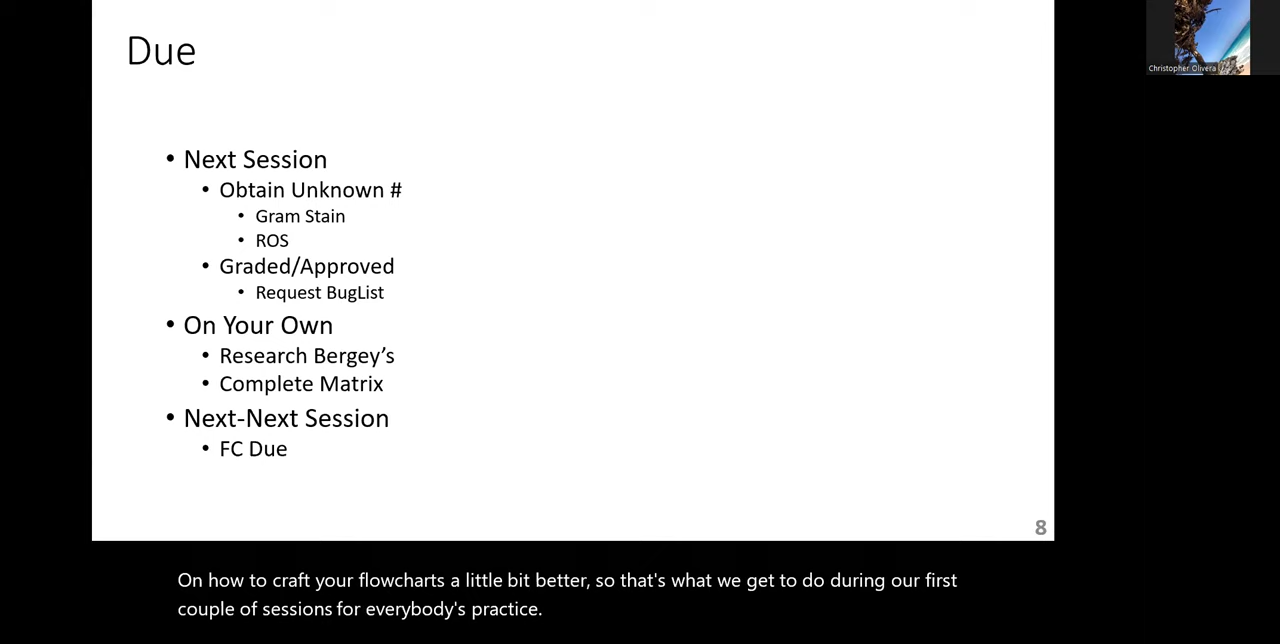 Due
Christopher Olivera
• Next Session
• Obtain Unknown #
• Gram Stain
• ROS
• Graded/Approved
• Request BugList
• On Your Own
• Research Bergey’s
• Complete Matrix
• Next-Next Session
• FC Due
8
On how to craft your flowcharts a little bit better, so that's what we get to do during our first
couple of sessions for everybody's practice.